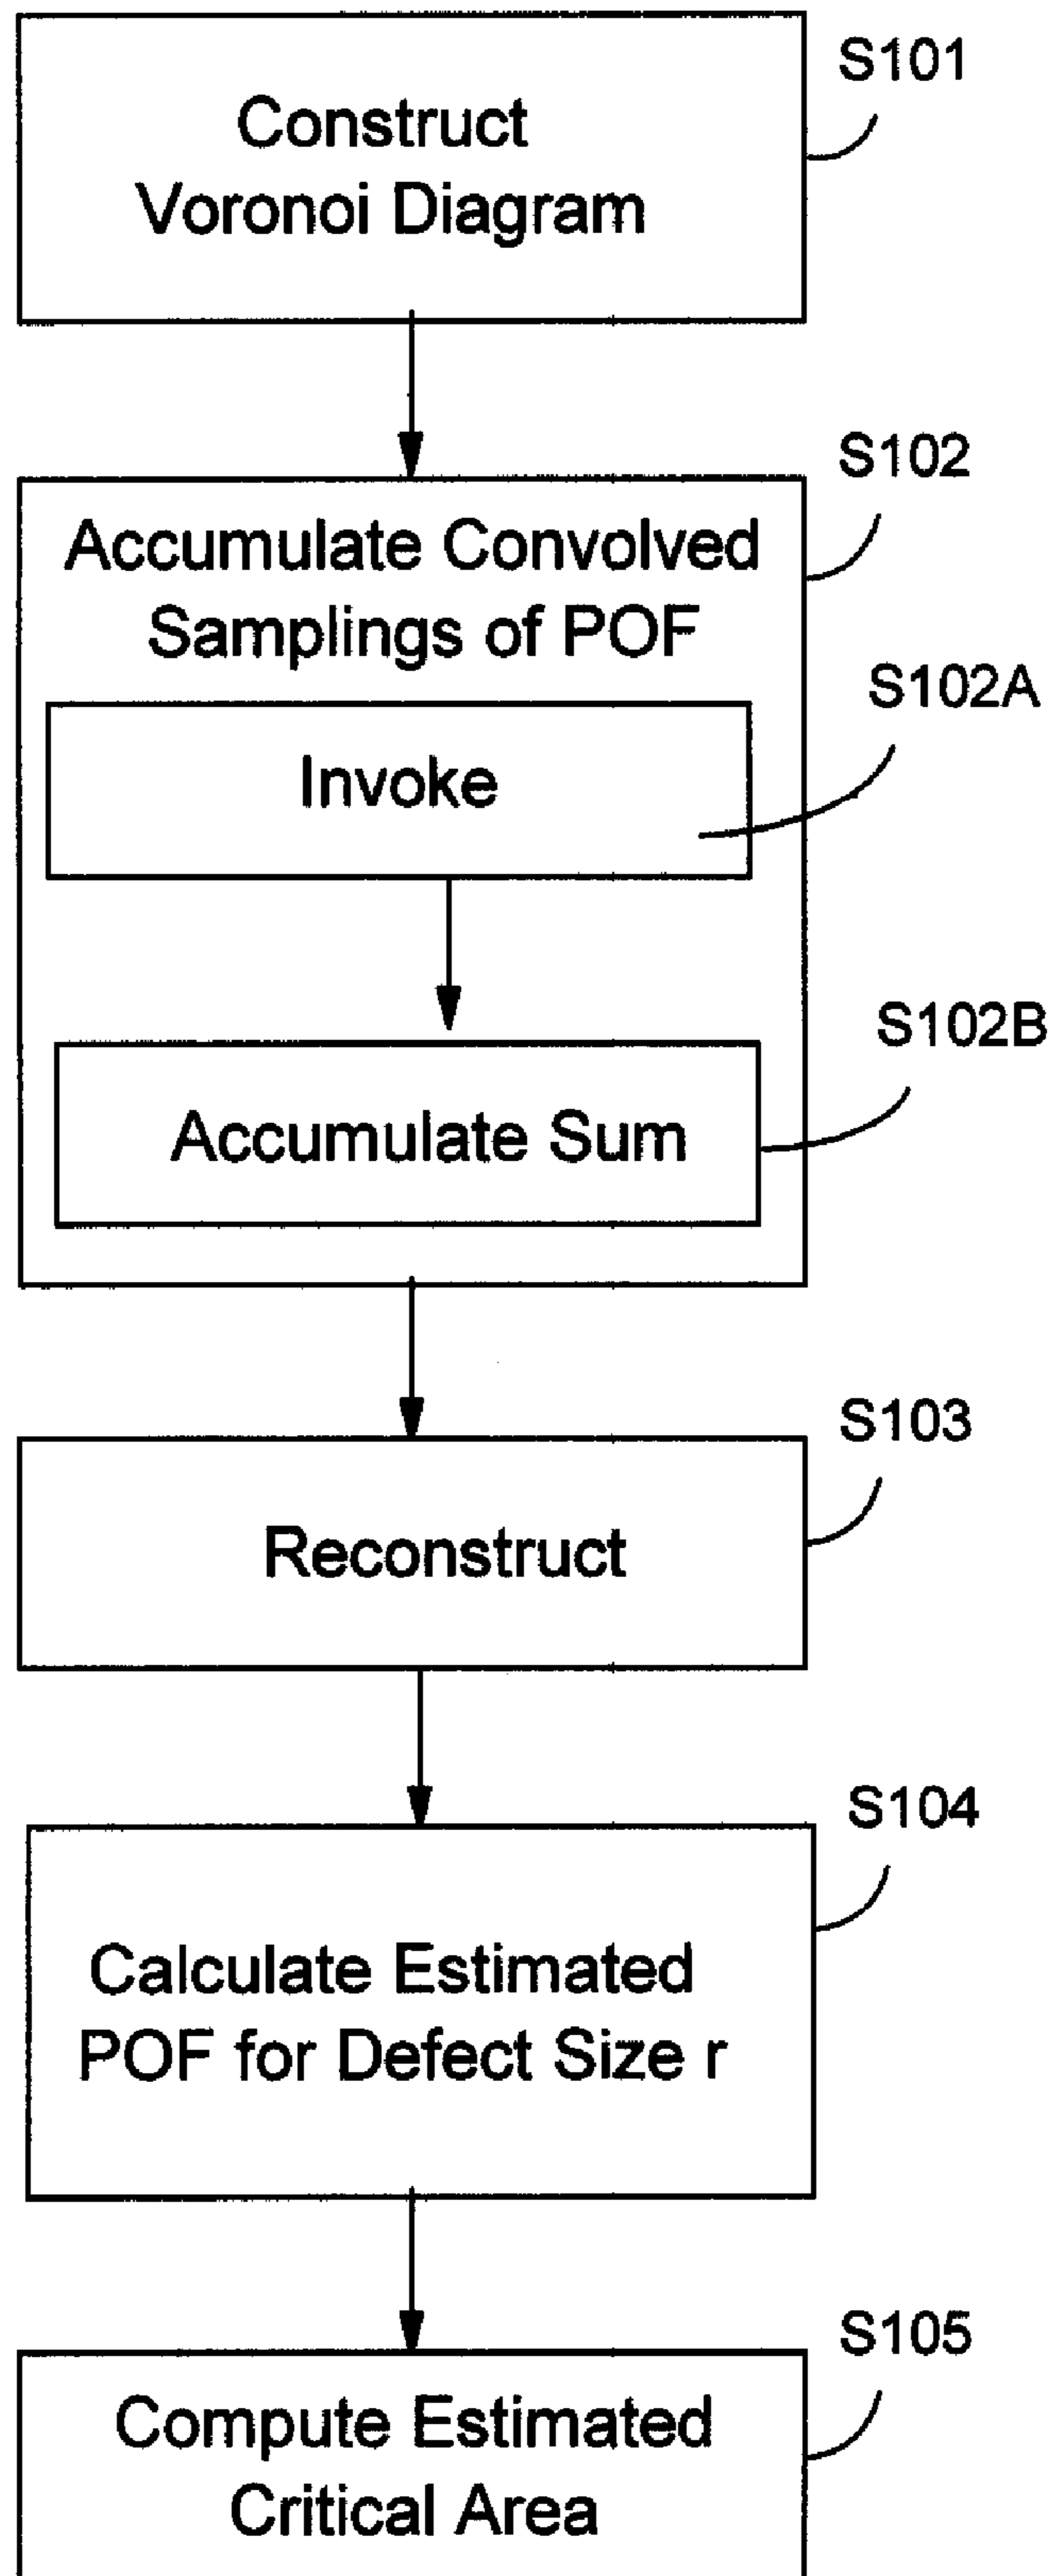 S101
Construct
Voronoi Diagram
S102
Accumulate Convolved
Samplings of POF
S102A
Invoke
S102B
Accumulate Sum
S103
Reconstruct
S104
Calculate Estimated
POF for Defect Size r
S105
Compute Estimated
Critical Area